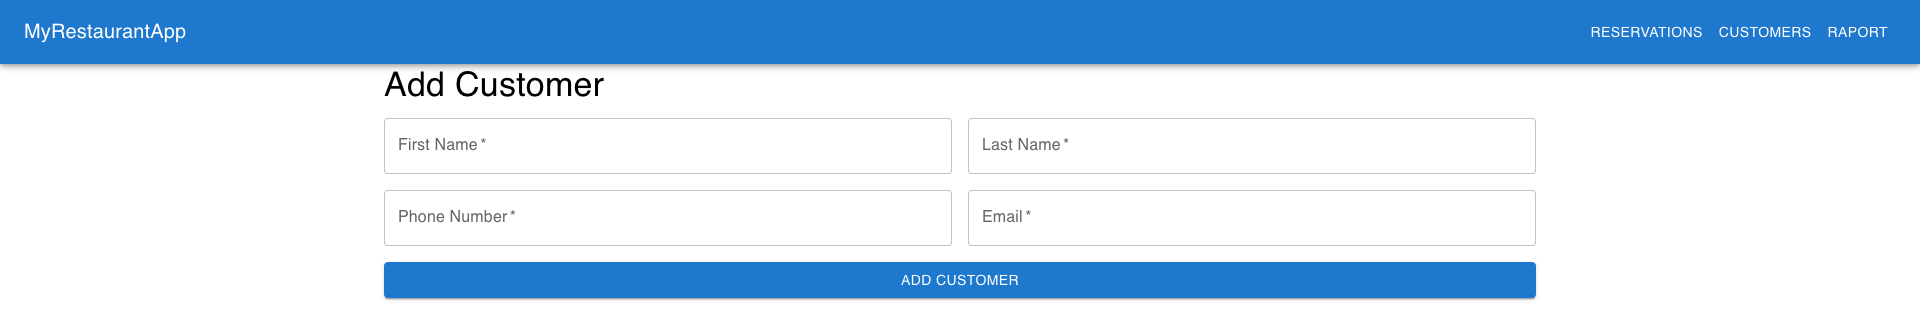 MyRestaurantApp RESERVATIONS CUSTOMERS RAPORT
Add Customer
First Name * Last Name *
Phone Number * Email *
ADD CUSTOMER